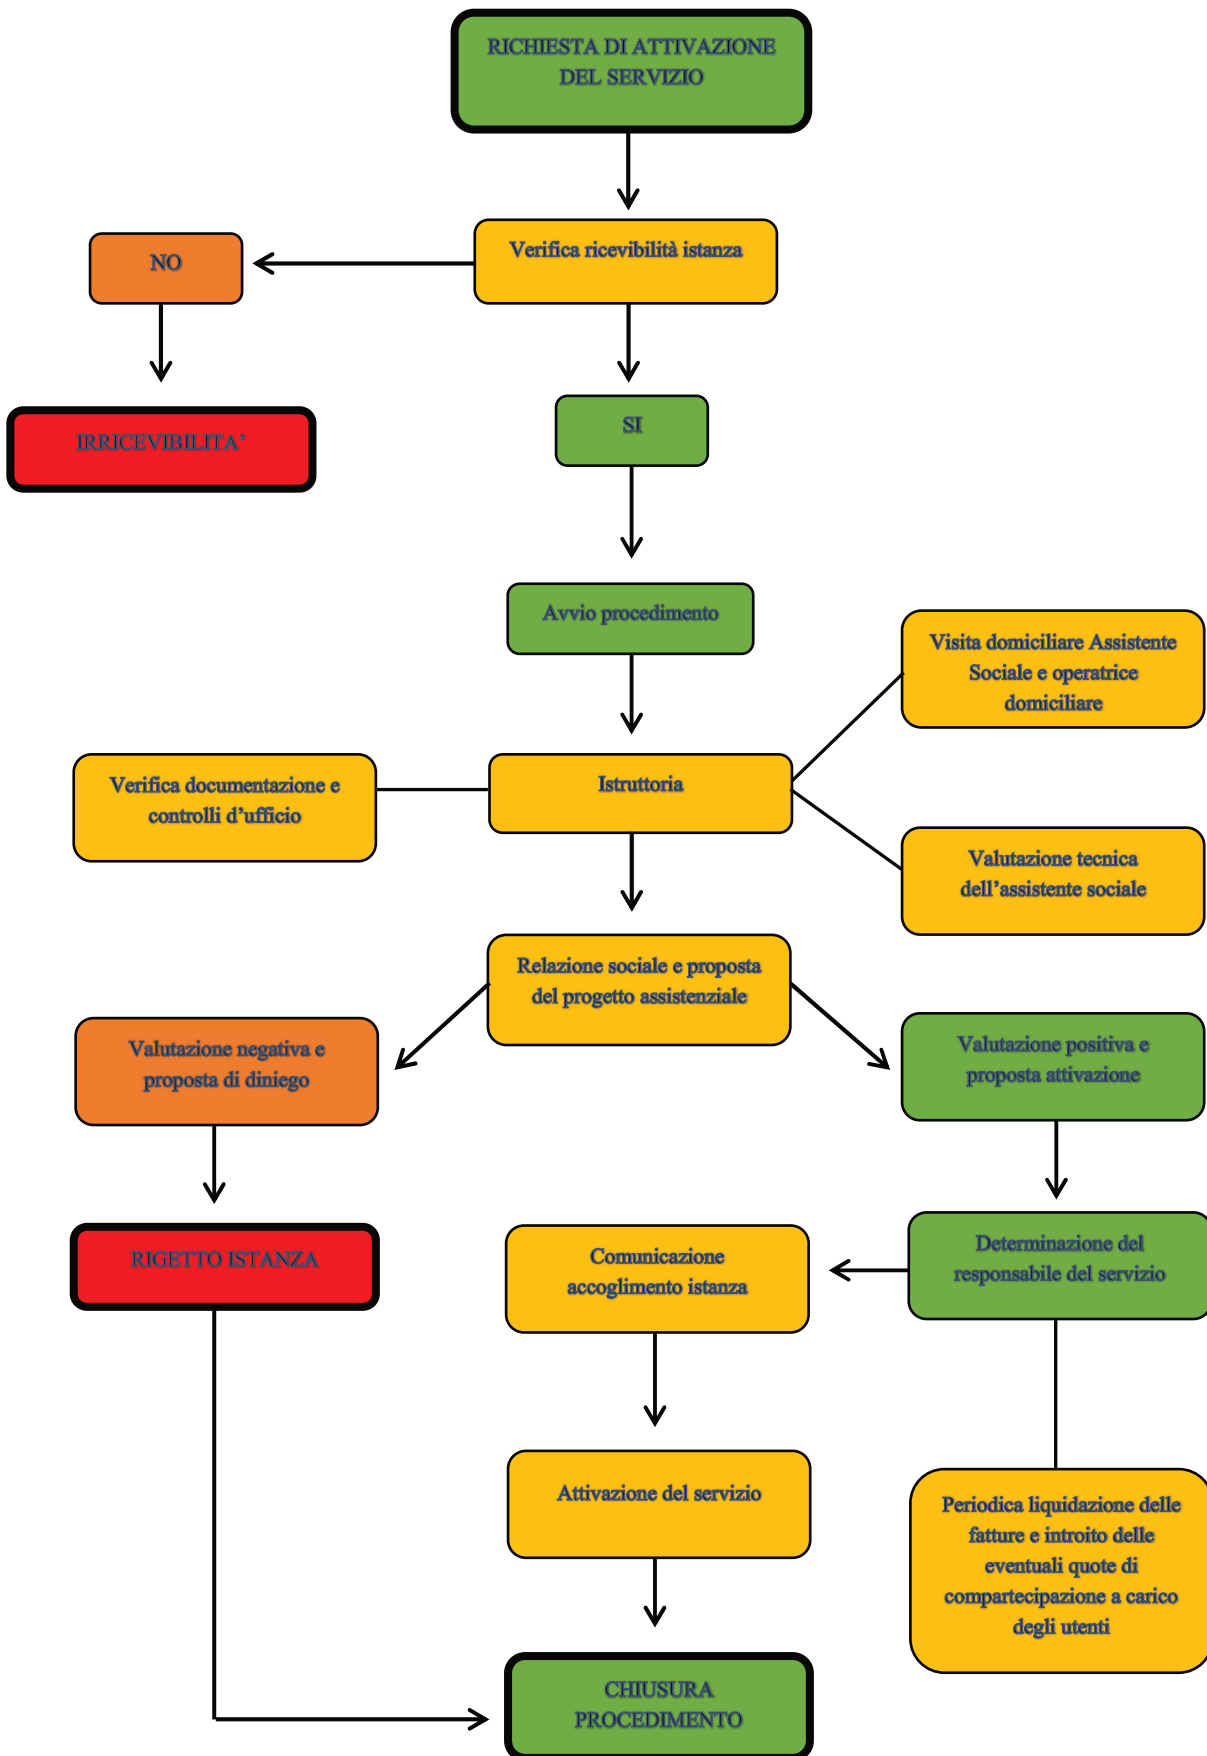 RICHIESTA DI ATTIVAZIONE
DEL SERVIZIO
Verifica ricevibilità istanza
NO
IRRICEVIBILITA’
SI
Avvio procedimento
Visita domiciliare Assistente
Sociale e operatrice
domiciliare
Verifica documentazione e
controlli d’ufficio
Istruttoria
Valutazione tecnica
dell’assistente sociale
Relazione sociale e proposta
del progetto assistenziale
Valutazione negativa e
proposta di diniego
Valutazione positiva e
proposta attivazione
RIGETTO ISTANZA
Comunicazione
accoglimento istanza
Determinazione del
responsabile del servizio
Attivazione del servizio
Periodica liquidazione delle
fatture e introito delle
eventuali quote di
compartecipazione a carico
degli utenti
CHIUSURA
PROCEDIMENTO